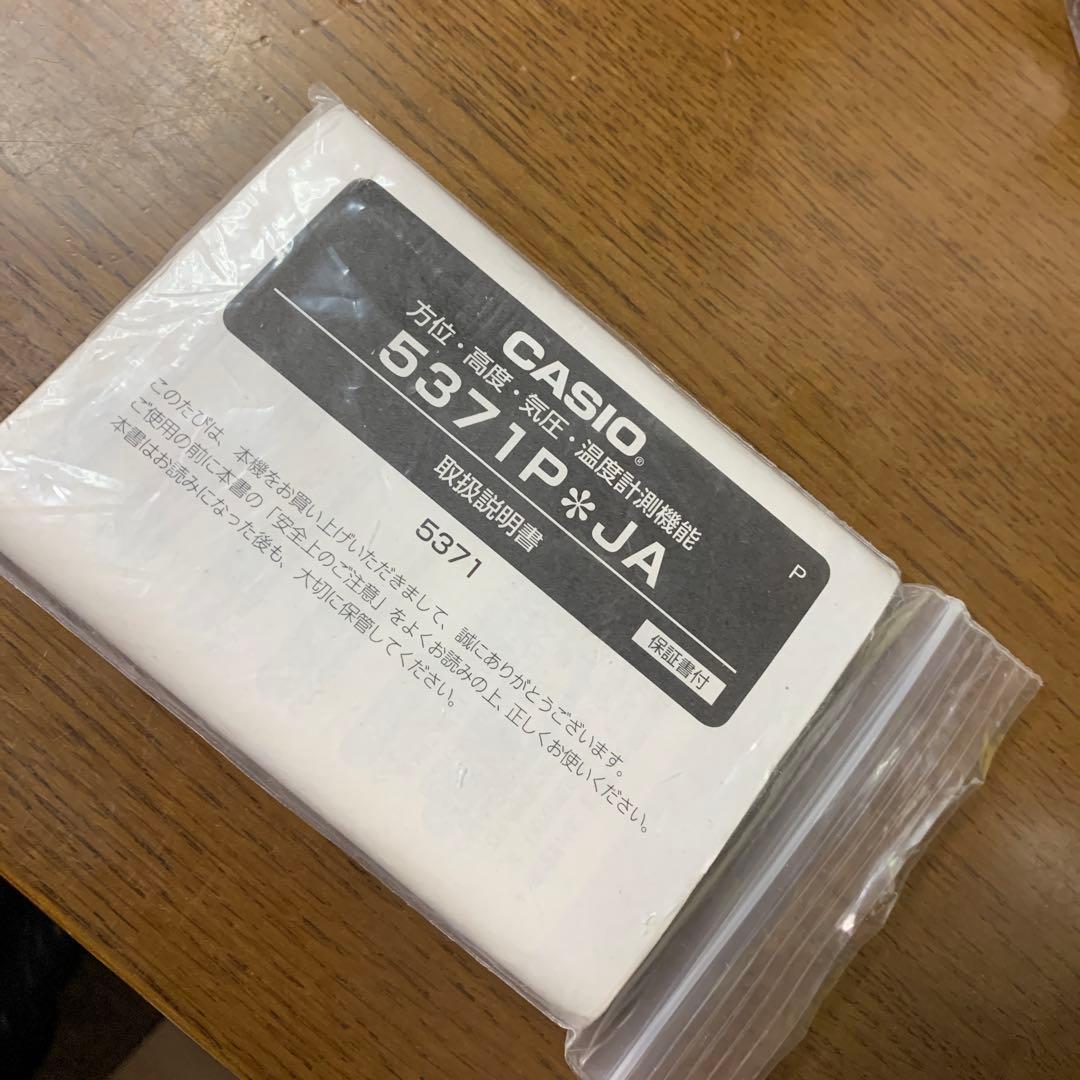 P
CASIO®
方位・高度・気圧・温度計測機能
5371P＊JA
取扱説明書
保証書付
5371
このたびは、本機をお買い上げいただきまして、誠にありがとうございます。
ご使用の前に本書の「安全上のご注意」をよくお読みの上、正しくお使いください。
本書はお読みになった後も、大切に保管してください。